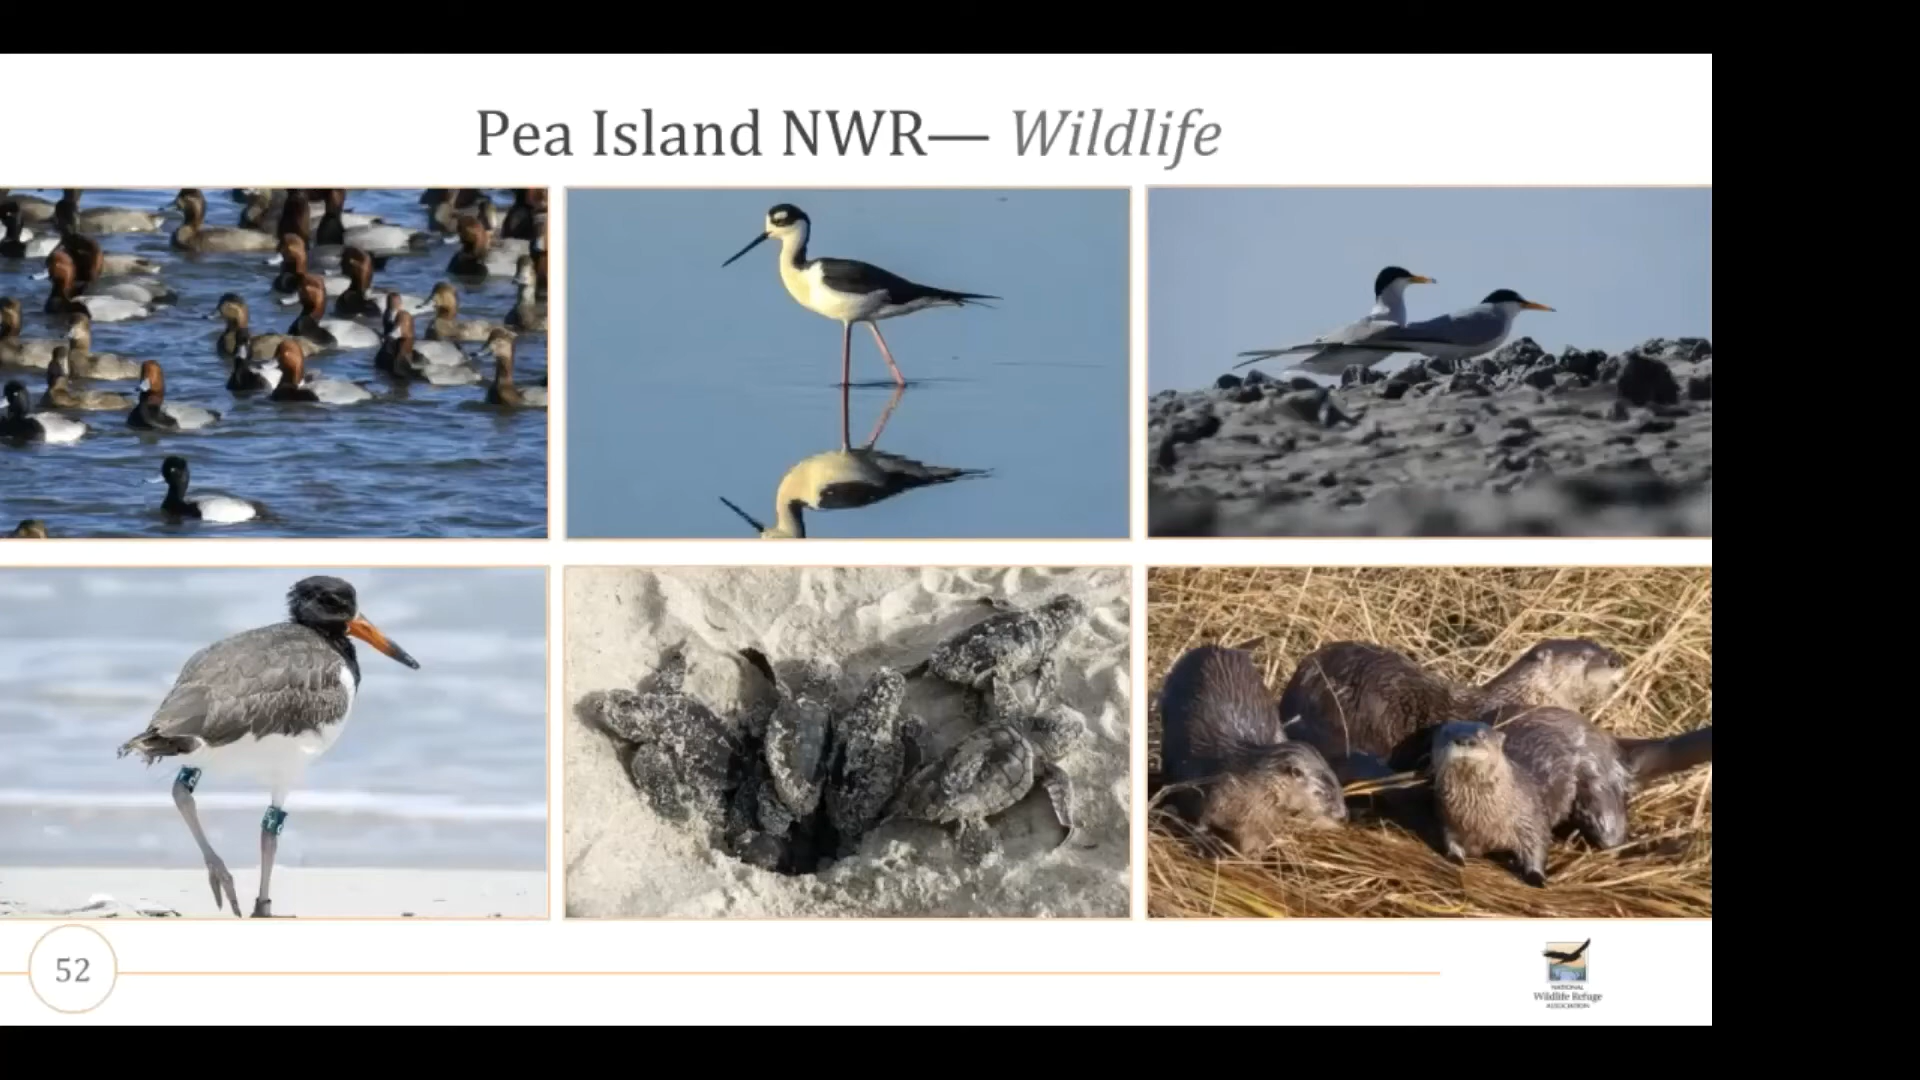 Pea Island NWR— Wildlife
52
NATIONAL
Wildlife Refuge
ASSOCIATION